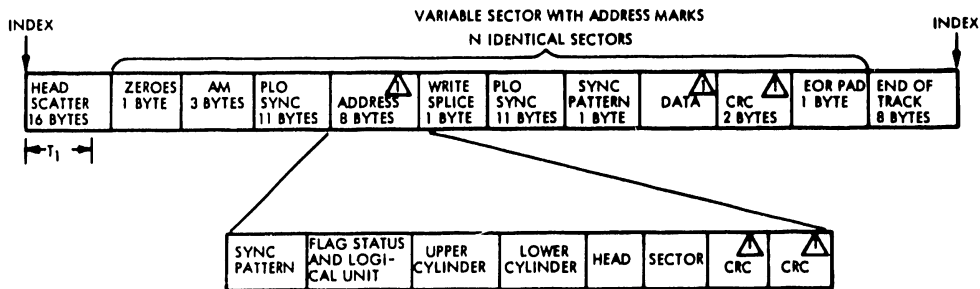 VARIABLE SECTOR WITH ADDRESS MARKS
INDEX
INDEX
N IDENTICAL SECTORS
HEAD
SCATTER
16 BYTES
ZEROES
1 BYTE
AM
3 BYTES
PLO
SYNC
11 BYTES
ADDRESS
8 BYTES
1
WRITE
SPLICE
1 BYTE
PLO
SYNC
11 BYTES
SYNC
PATTERN
1 BYTE
DATA
1
CRC
2 BYTES
1
EOR PAD
1 BYTE
END OF
TRACK
8 BYTES
T1
SYNC
PATTERN
FLAG STATUS
AND LOGI-
CAL UNIT
UPPER
CYLINDER
LOWER
CYLINDER
HEAD
SECTOR
1
CRC
1
CRC